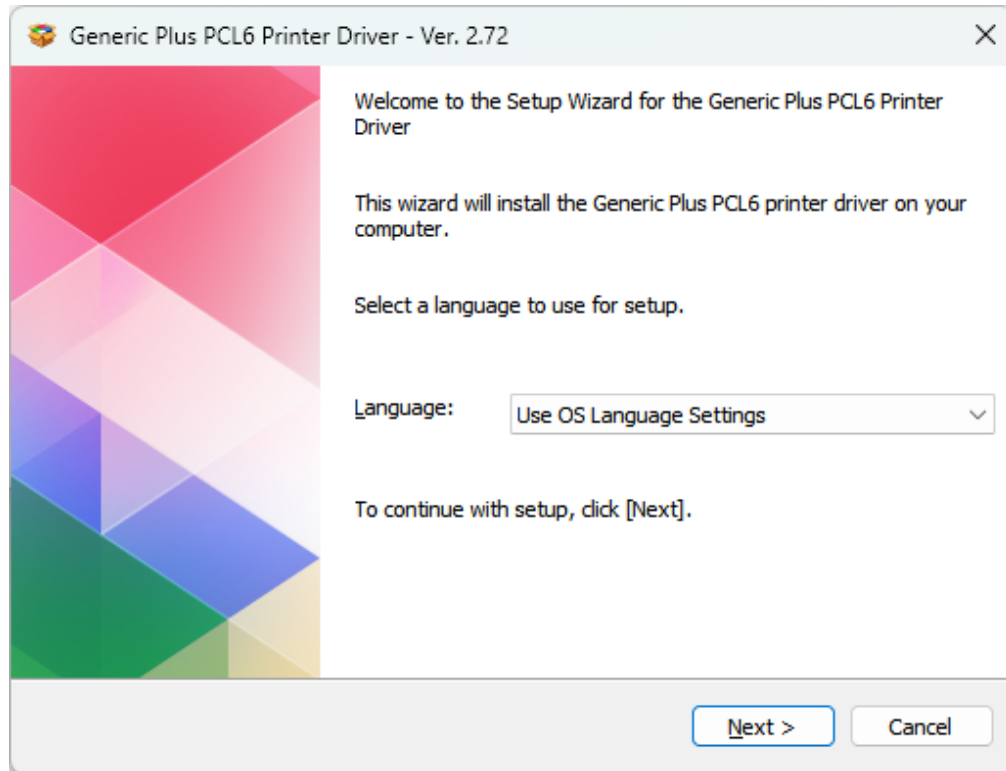 Generic Plus PCL6 Printer Driver - Ver. 2.72
Welcome to the Setup Wizard for the Generic Plus PCL6 Printer
Driver
This wizard will install the Generic Plus PCL6 printer driver on your
computer.
Select a language to use for setup.
Language: Use OS Language Settings
To continue with setup, click [Next].
Next > Cancel